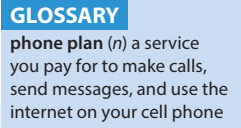 GLOSSARY
phone plan (n) a service
you pay for to make calls,
send messages, and use the
internet on your cell phone